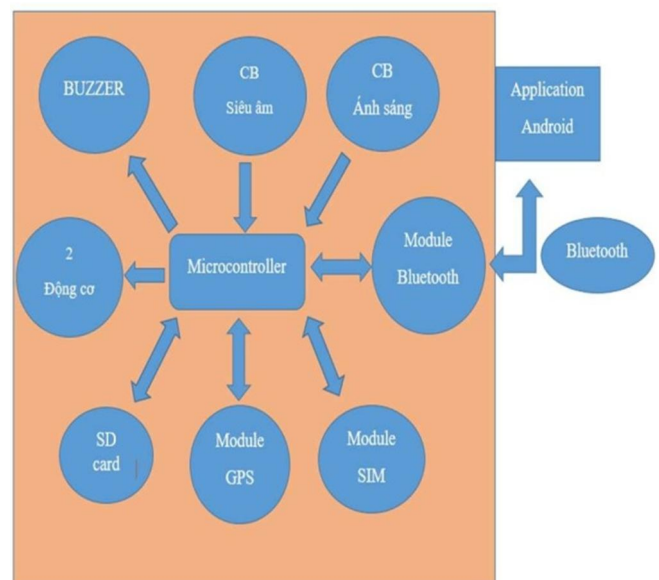 BUZZER
CB
Siêu âm
CB
Ánh sáng
Application
Android
2
Động cơ
Microcontroller
Module
Bluetooth
Bluetooth
SD
card
Module
GPS
Module
SIM